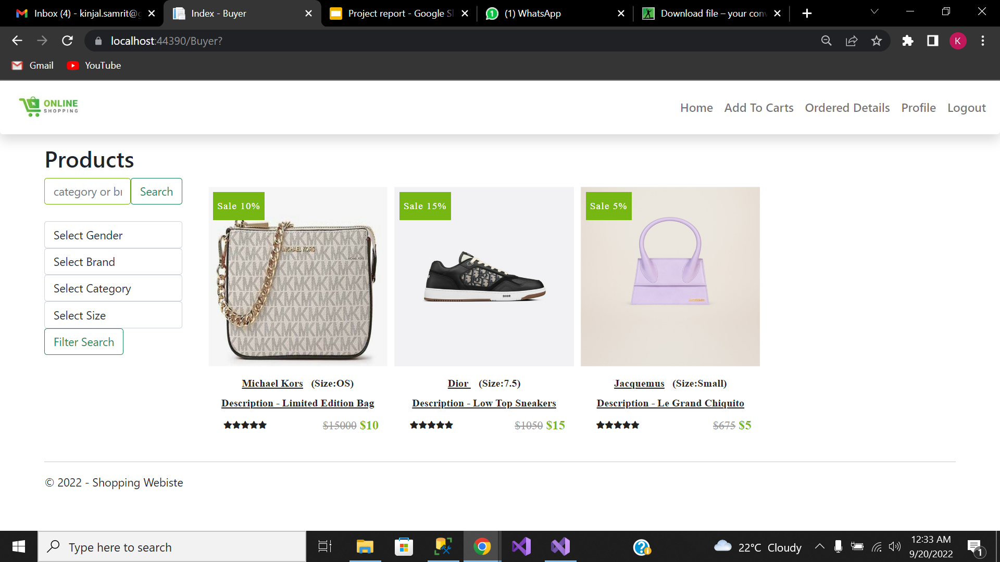 Inbox (4) - kinjal.samrit@g
Index - Buyer
Project report - Google Sl
(1) WhatsApp
Download file – your conv
localhost:44390/Buyer?
K
Gmail
YouTube
ONLINE
SHOPPING
Home
Add To Carts
Ordered Details
Profile
Logout
Products
category or br
Search
Select Gender
Select Brand
Select Category
Select Size
Filter Search
Sale 10%
MICHAEL KORS
Michael Kors (Size:OS)
Description - Limited Edition Bag
$15000 $10
Sale 15%
DIOR
Dior (Size:7.5)
Description - Low Top Sneakers
$1050 $15
Sale 5%
Jacquemus (Size:Small)
Description - Le Grand Chiquito
$675 $5
© 2022 - Shopping Webiste
Type here to search
22°C Cloudy
12:33 AM
9/20/2022
1